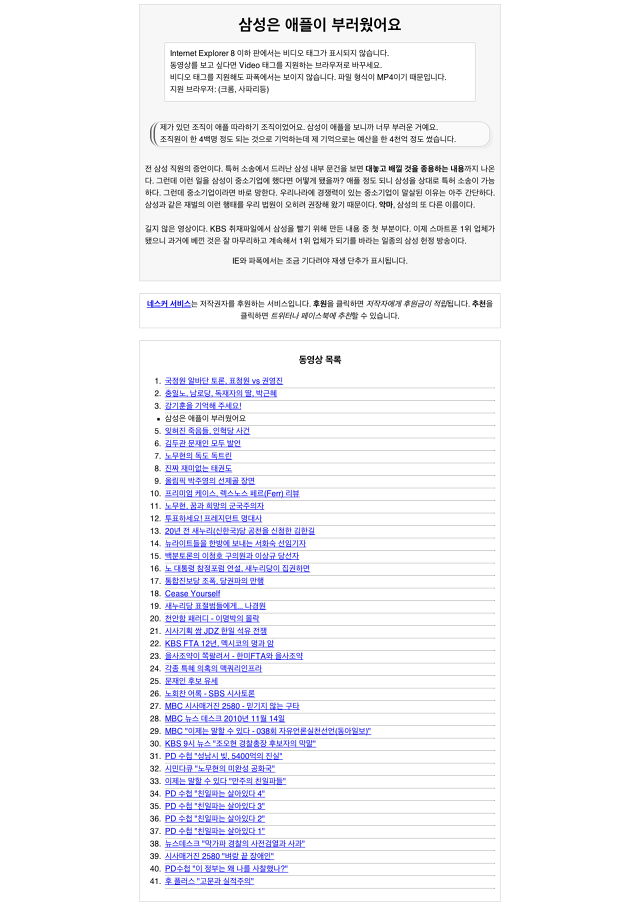 삼성은 애플이 부러웠어요
Internet Explorer 8 이하 판에서는 비디오 태그가 표시되지 않습니다.
동영상을 보고 싶다면 Video 태그를 지원하는 브라우저로 바꾸세요.
비디오 태그를 지원해도 파폭에서는 보이지 않습니다. 파일 형식이 MP4이기 때문입니다.
지원 브라우저: (크롬, 사파리등)
제가 있던 조직이 애플 따라하기 조직이었어요. 삼성이 애플을 보니까 너무 부러운 거예요.
조직원이 한 4백명 정도 되는 것으로 기억하는데 제 기억으로는 예산을 한 4천억 정도 썼습니다.
전 삼성 직원의 증언이다. 특허 소송에서 드러난 삼성 내부 문건을 보면 대놓고 배낄 것을 종용하는 내용까지 나온
다. 그런데 이런 일을 삼성이 중소기업에 했다면 어떻게 됐을까? 애플 정도 되니 삼성을 상대로 특허 소송이 가능
하다. 그런데 중소기업이라면 바로 망한다. 우리나라에 경쟁력이 있는 중소기업이 말살된 이유는 아주 간단하다.
삼성과 같은 재벌의 이런 행태를 우리 법원이 오히려 권장해 왔기 때문이다. 악마, 삼성의 또 다른 이름이다.
길지 않은 영상이다. KBS 취재파일에서 삼성을 빨기 위해 만든 내용 중 첫 부분이다. 이제 스마트폰 1위 업체가
됐으니 과거에 베낀 것은 잘 마무리하고 계속해서 1위 업체가 되기를 바라는 일종의 삼성 헌정 방송이다.
IE와 파폭에서는 조금 기다려야 재생 단추가 표시됩니다.
네스커 서비스는 저작권자를 후원하는 서비스입니다. 후원을 클릭하면 저작자에게 후원금이 적립됩니다. 추천을
클릭하면 트위터나 페이스북에 추천할 수 있습니다.
동영상 목록
1. 국정원 알바단 토론, 표창원 vs 권영진
2. 충일노, 남로당, 독재자의 딸, 박근혜
3. 강기훈을 기억해 주세요!
• 삼성은 애플이 부러웠어요
5. 잊혀진 죽음들, 인혁당 사건
6. 김두관 문재인 모두 발언
7. 노무현의 독도 독트린
8. 진짜 재미없는 태권도
9. 올림픽 박주영의 선제골 장면
10. 프리미엄 케이스, 렉스노스 페르(Ferr) 리뷰
11. 노무현, 꿈과 희망의 군국주의자
12. 투표하세요! 프레지던트 명대사
13. 20년 전 새누리(신한국)당 공천을 신청한 김한길
14. 뉴라이트들을 한방에 보내는 서화숙 선임기자
15. 백분토론의 이청호 구의원과 이상규 당선자
16. 노 대통령 참정포럼 연설, 새누리당이 집권하면
17. 통합진보당 조폭, 당권파의 만행
18. Cease Yourself
19. 새누리당 표절범들에게... 나경원
20. 천안함 패러디 - 이명박의 몰락
21. 시사기획 쌈 JDZ 한일 석유 전쟁
22. KBS FTA 12년, 멕시코의 명과 암
23. 을사조약이 쪽팔려서 - 한미FTA와 을사조약
24. 각종 특혜 의혹의 맥쿼리인프라
25. 문재인 후보 유세
26. 노회찬 어록 - SBS 시사토론
27. MBC 시사매거진 2580 - 믿기지 않는 구타
28. MBC 뉴스 데스크 2010년 11월 14일
29. MBC "이제는 말할 수 있다 - 038회 자유언론실천선언(동아일보)"
30. KBS 9시 뉴스 "조오현 경찰총장 후보자의 막말"
31. PD 수첩 "성남시 빚, 5400억의 진실"
32. 시민다큐 "노무현의 미완성 공화국"
33. 이제는 말할 수 있다 "만주의 친일파들"
34. PD 수첩 "친일파는 살아있다 4"
35. PD 수첩 "친일파는 살아있다 3"
36. PD 수첩 "친일파는 살아있다 2"
37. PD 수첩 "친일파는 살아있다 1"
38. 뉴스데스크 "막가파 경찰의 사전검열과 사과"
39. 시사매거진 2580 "벼랑 끝 장애인"
40. PD수첩 "이 정부는 왜 나를 사찰했나?"
41. 후 플러스 "고문과 실적주의"